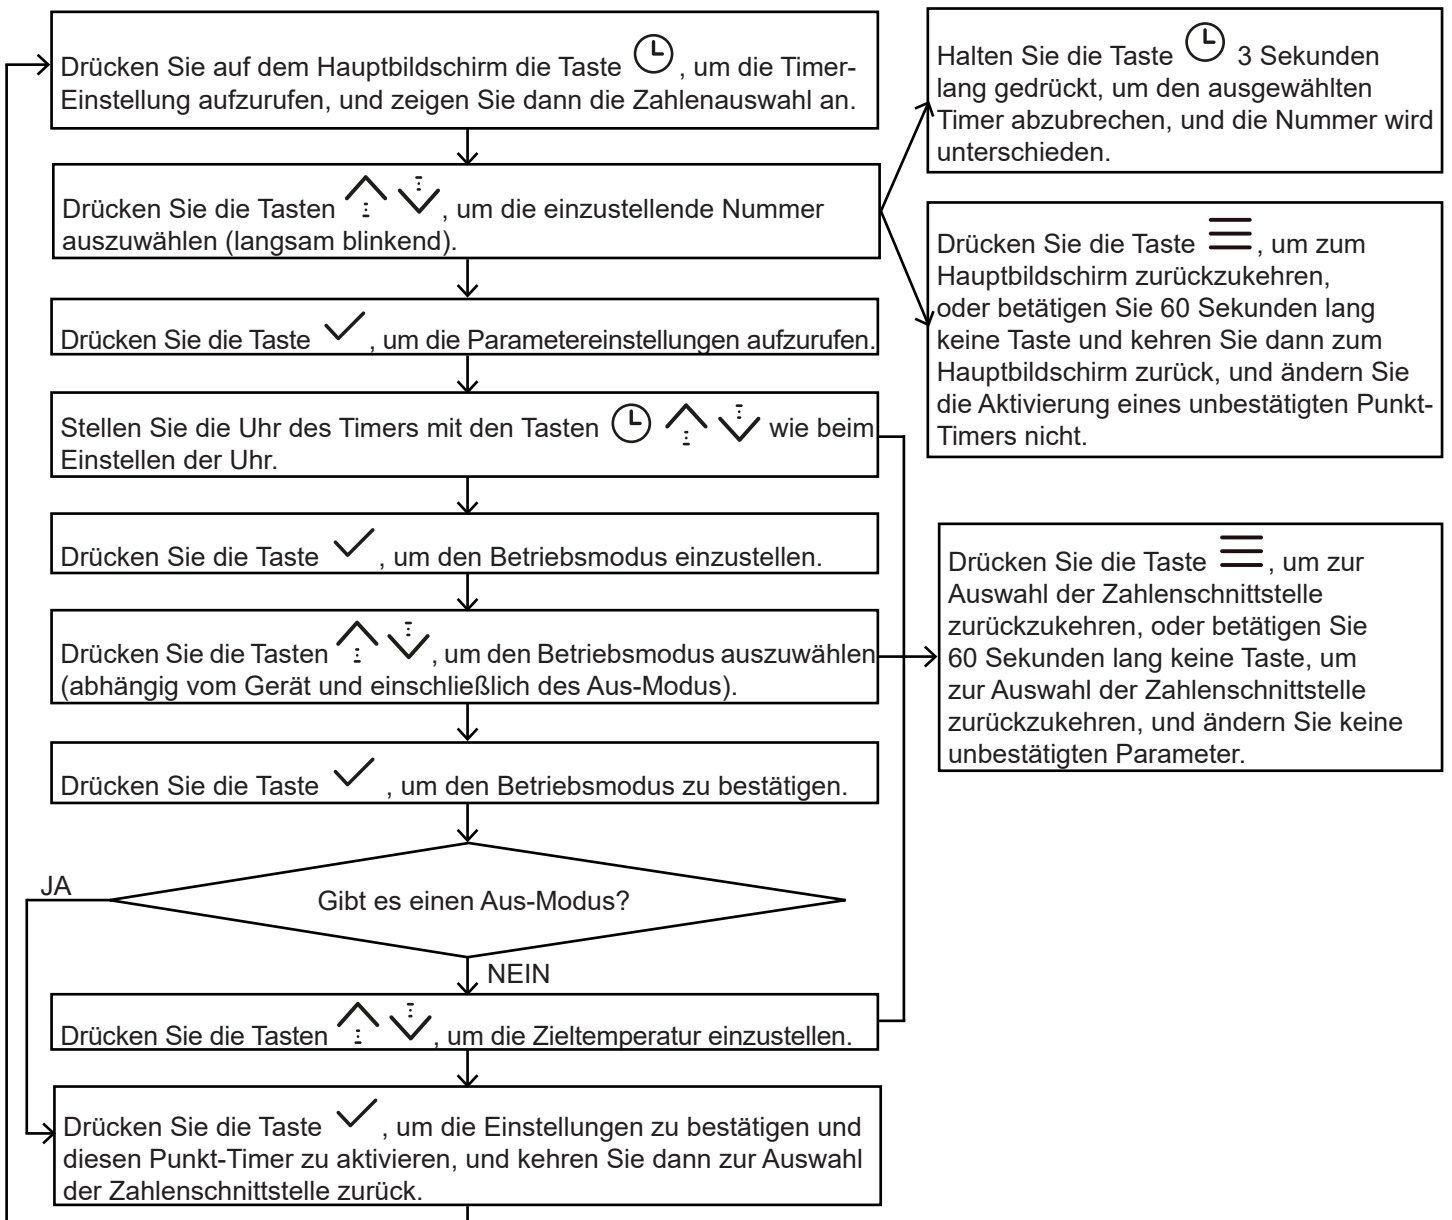 Drücken Sie auf dem Hauptbildschirm die Taste , um die Timer-
Einstellung aufzurufen, und zeigen Sie dann die Zahlenauswahl an.
Halten Sie die Taste 3 Sekunden
lang gedrückt, um den ausgewählten
Timer abzubrechen, und die Nummer wird
unterschieden.
Drücken Sie die Tasten , um die einzustellende Nummer
auszuwählen (langsam blinkend).
Drücken Sie die Taste , um zum
Hauptbildschirm zurückzukehren,
oder betätigen Sie 60 Sekunden lang
keine Taste und kehren Sie dann zum
Hauptbildschirm zurück, und ändern Sie
die Aktivierung eines unbestätigten Punkt-
Timers nicht.
Drücken Sie die Taste , um die Parametereinstellungen aufzurufen.
Stellen Sie die Uhr des Timers mit den Tasten wie beim
Einstellen der Uhr.
Drücken Sie die Taste , um den Betriebsmodus einzustellen.
Drücken Sie die Tasten , um den Betriebsmodus auszuwählen
(abhängig vom Gerät und einschließlich des Aus-Modus).
Drücken Sie die Taste , um zur
Auswahl der Zahlenschnittstelle
zurückzukehren, oder betätigen Sie
60 Sekunden lang keine Taste, um
zur Auswahl der Zahlenschnittstelle
zurückzukehren, und ändern Sie keine
unbestätigten Parameter.
Drücken Sie die Taste , um den Betriebsmodus zu bestätigen.
JA
Gibt es einen Aus-Modus?
NEIN
Drücken Sie die Tasten , um die Zieltemperatur einzustellen.
Drücken Sie die Taste , um die Einstellungen zu bestätigen und
diesen Punkt-Timer zu aktivieren, und kehren Sie dann zur Auswahl
der Zahlenschnittstelle zurück.